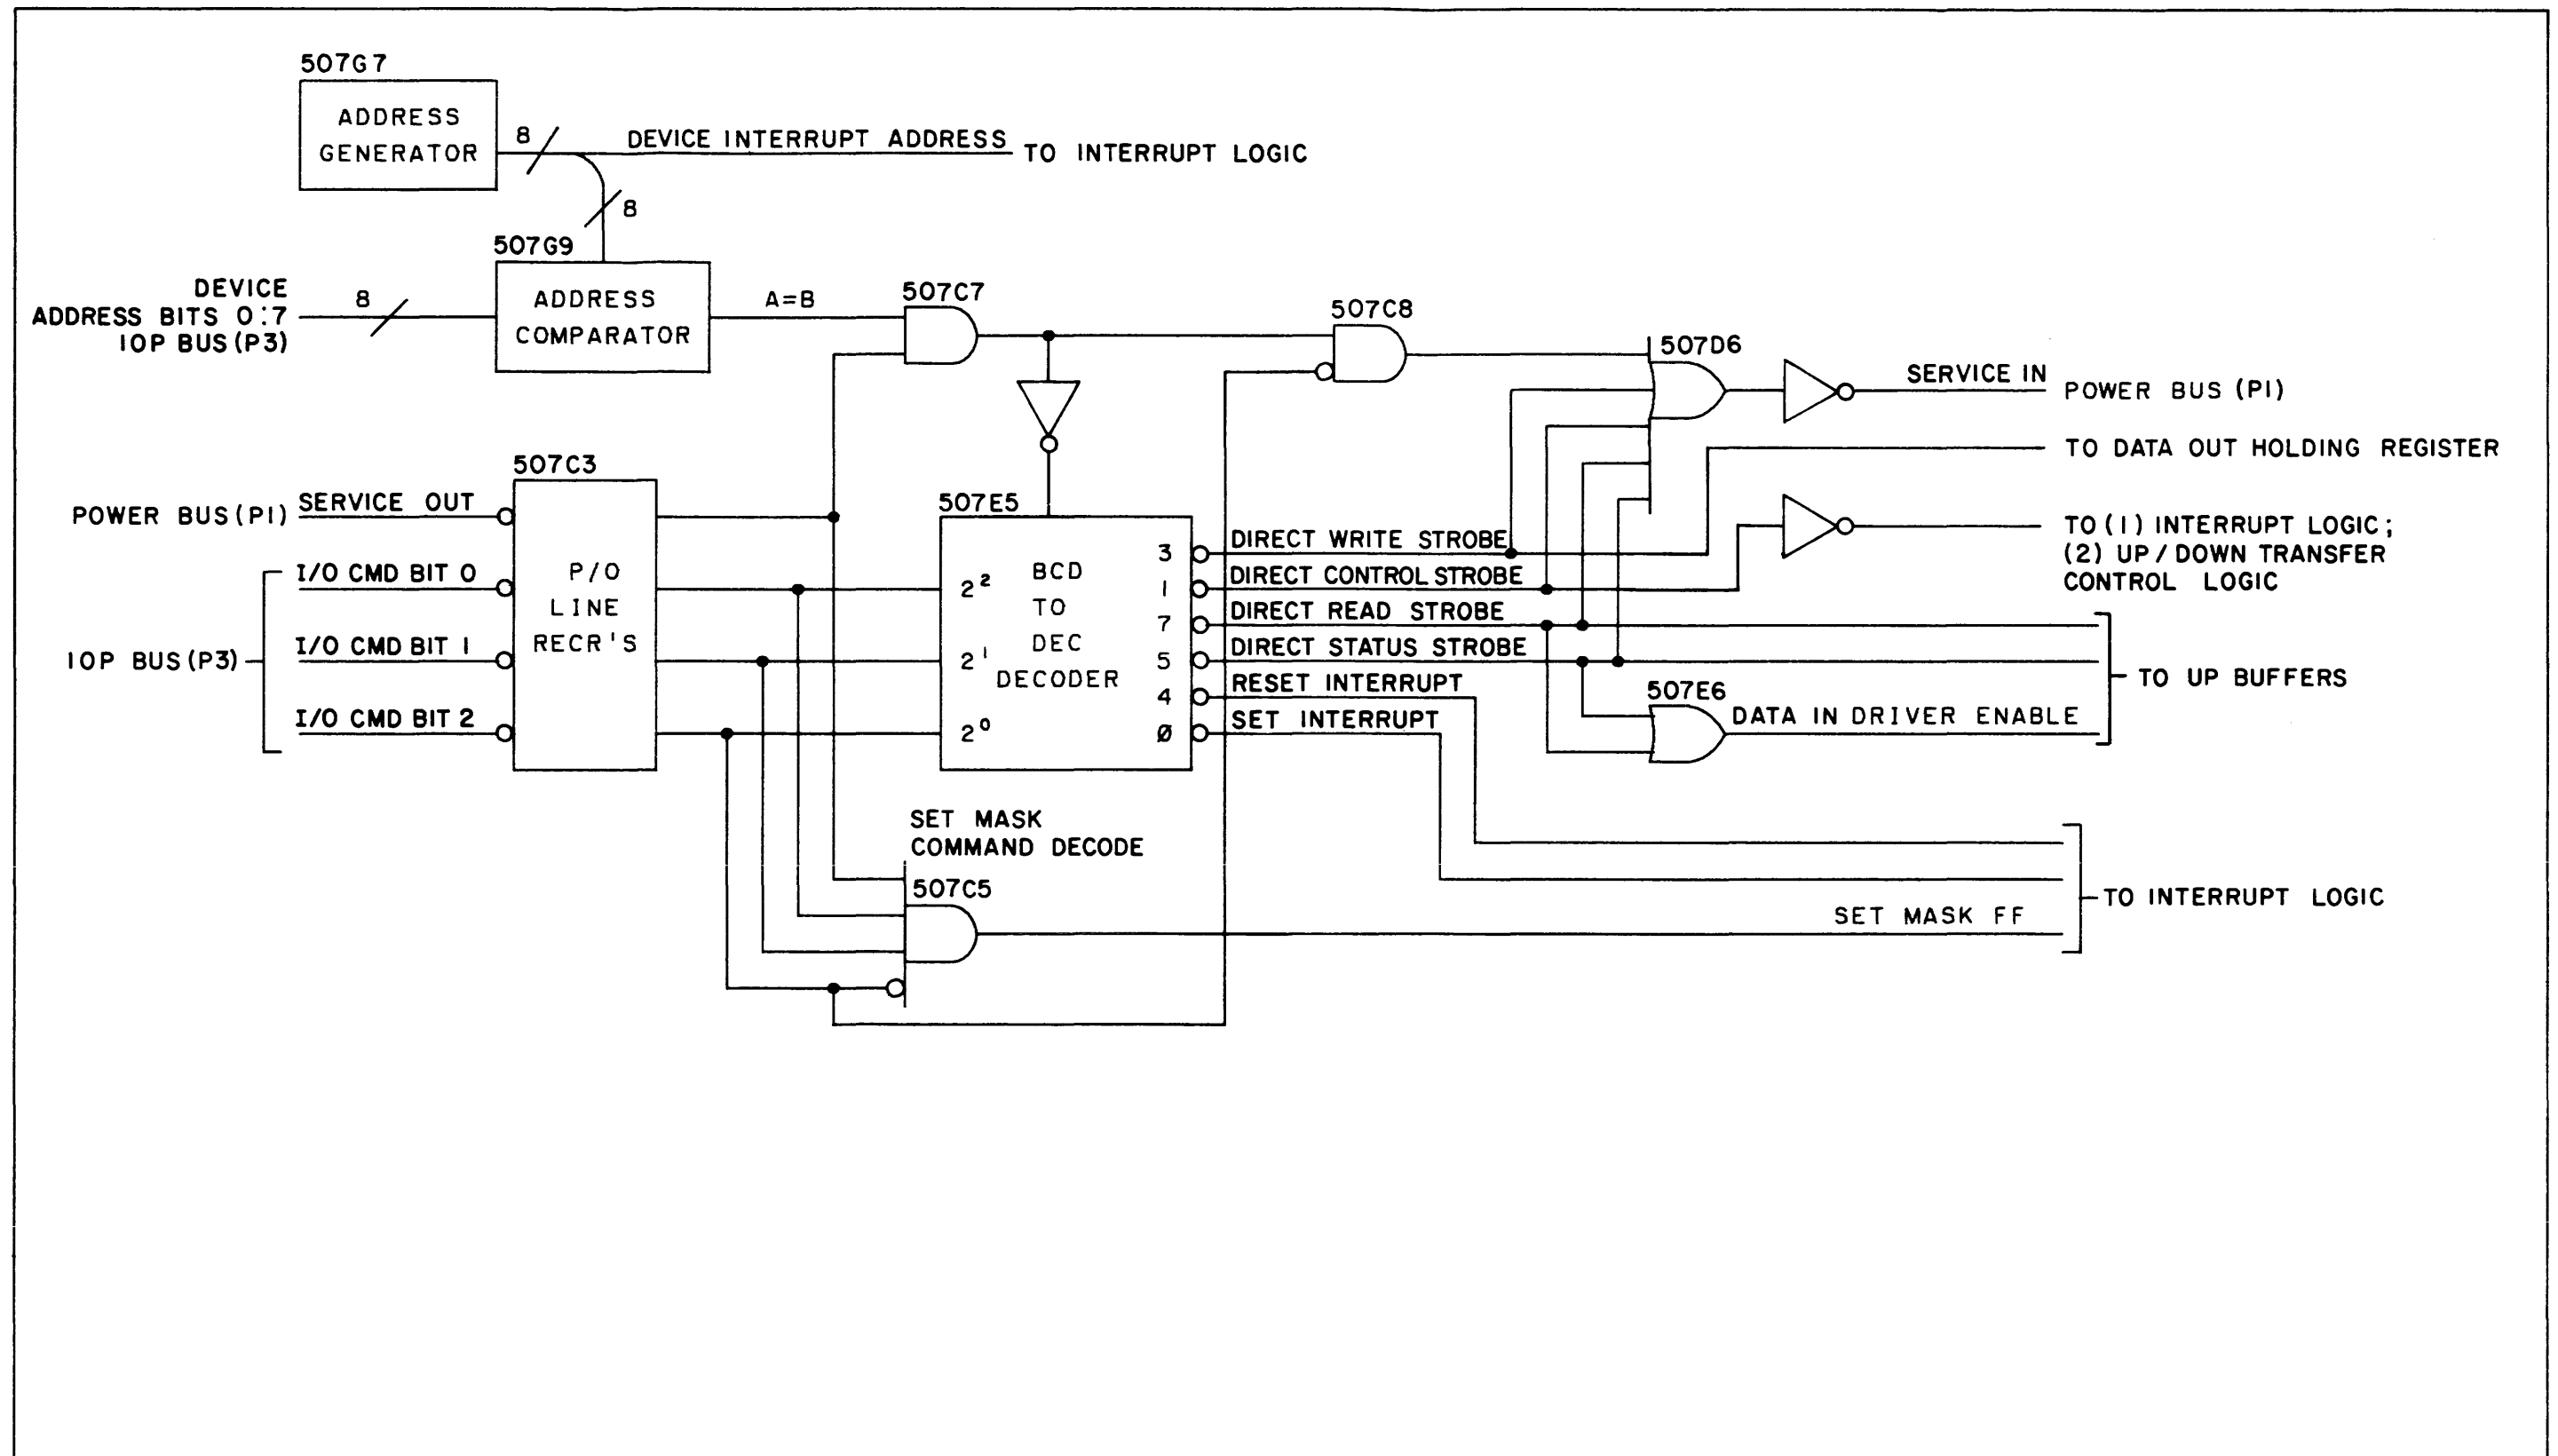 507G7
ADDRESS
GENERATOR
8
DEVICE INTERRUPT ADDRESS
TO INTERRUPT LOGIC
8
507G9
DEVICE
ADDRESS BITS 0:7
IOP BUS(P3)
8
ADDRESS
COMPARATOR
A=B
507C7
507C8
507D6
SERVICE IN
POWER BUS (P1)
TO DATA OUT HOLDING REGISTER
507C3
POWER BUS(P1)
SERVICE OUT
I/O CMD BIT 0
I/O CMD BIT 1
I/O CMD BIT 2
IOP BUS(P3)
P/O
LINE
RECR'S
507E5
2²
2¹
2⁰
BCD
TO
DEC
DECODER
3
1
7
5
4
Ø
DIRECT WRITE STROBE
DIRECT CONTROL STROBE
DIRECT READ STROBE
DIRECT STATUS STROBE
RESET INTERRUPT
SET INTERRUPT
TO (1) INTERRUPT LOGIC;
(2) UP/DOWN TRANSFER
CONTROL LOGIC
507E6
DATA IN DRIVER ENABLE
TO UP BUFFERS
SET MASK
COMMAND DECODE
507C5
SET MASK FF
TO INTERRUPT LOGIC